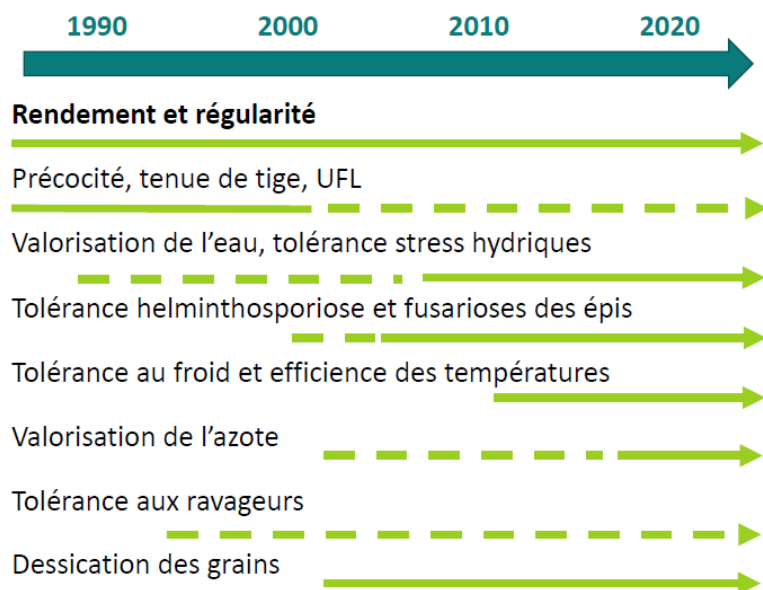 1990 2000 2010 2020
Rendement et régularité
Précocité, tenue de tige, UFL
Valorisation de l’eau, tolérance stress hydriques
Tolérance helminthosporiose et fusarioses des épis
Tolérance au froid et efficience des températures
Valorisation de l’azote
Tolérance aux ravageurs
Dessication des grains